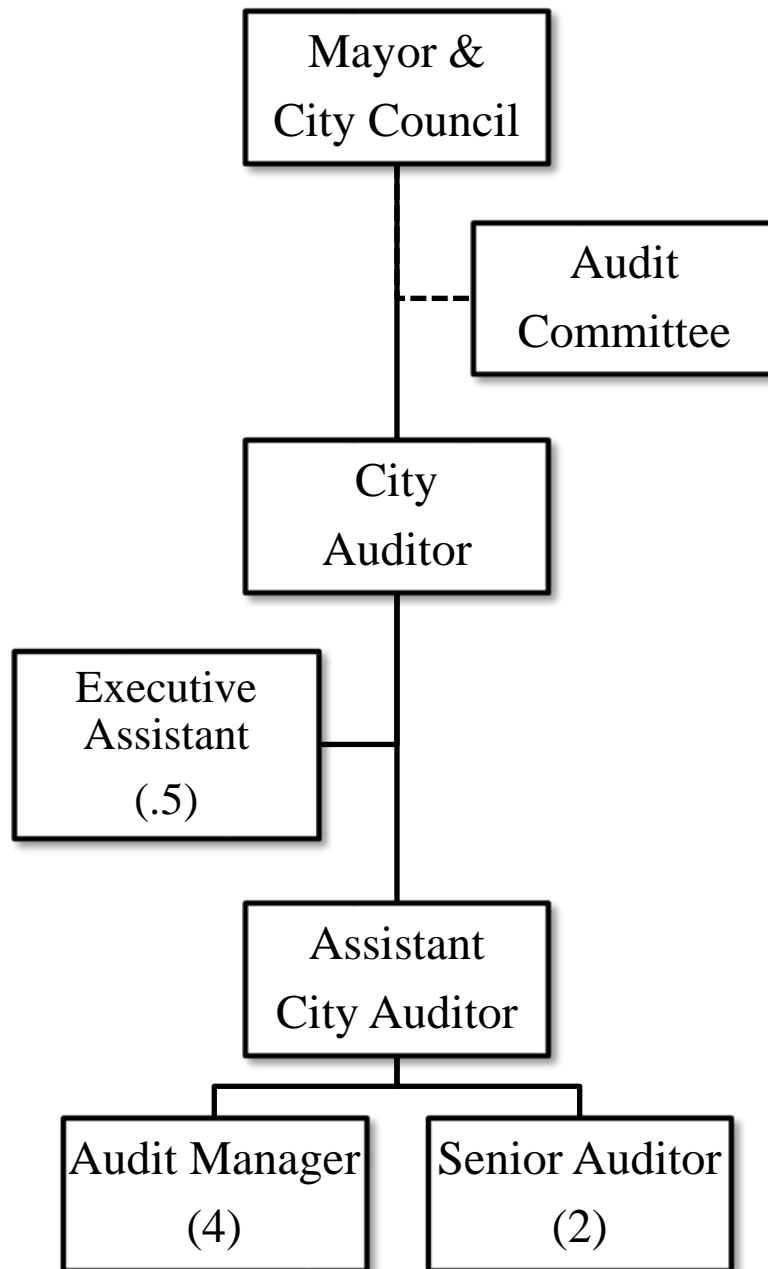 Mayor &
City Council
Audit
Committee
City
Auditor
Executive
Assistant
(.5)
Assistant
City Auditor
Audit Manager
(4)
Senior Auditor
(2)